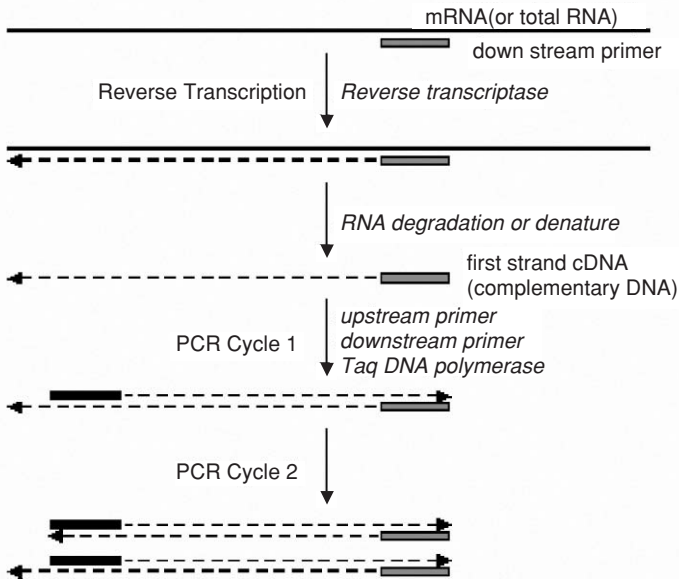 mRNA(or total RNA)
down stream primer
Reverse Transcription
Reverse transcriptase
RNA degradation or denature
first strand cDNA
(complementary DNA)
PCR Cycle 1
upstream primer
downstream primer
Taq DNA polymerase
PCR Cycle 2